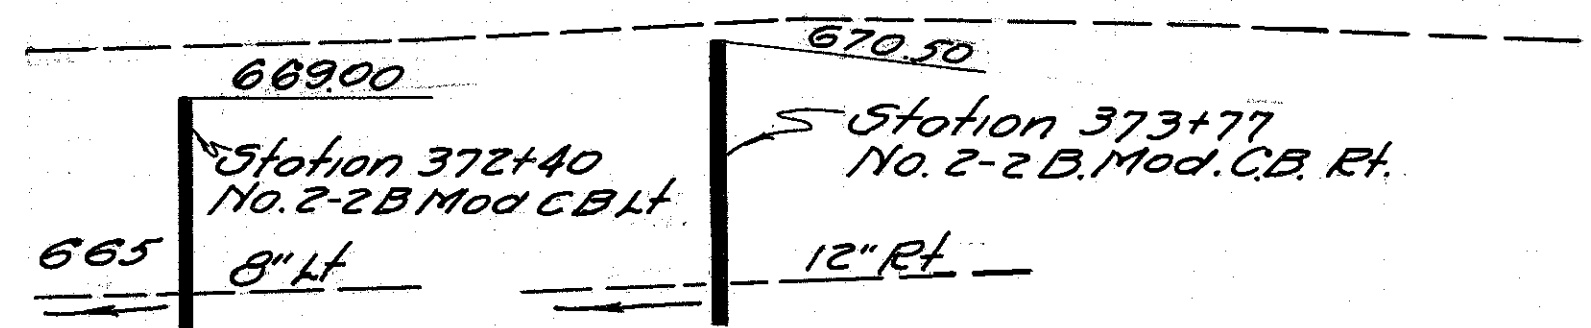 669.00
Station 372+40
No. 2-2B Mod CB Lt
665
8" Lt
670.50
Station 373+77
No. 2-2B. Mod. C.B. Rt.
12" Rt